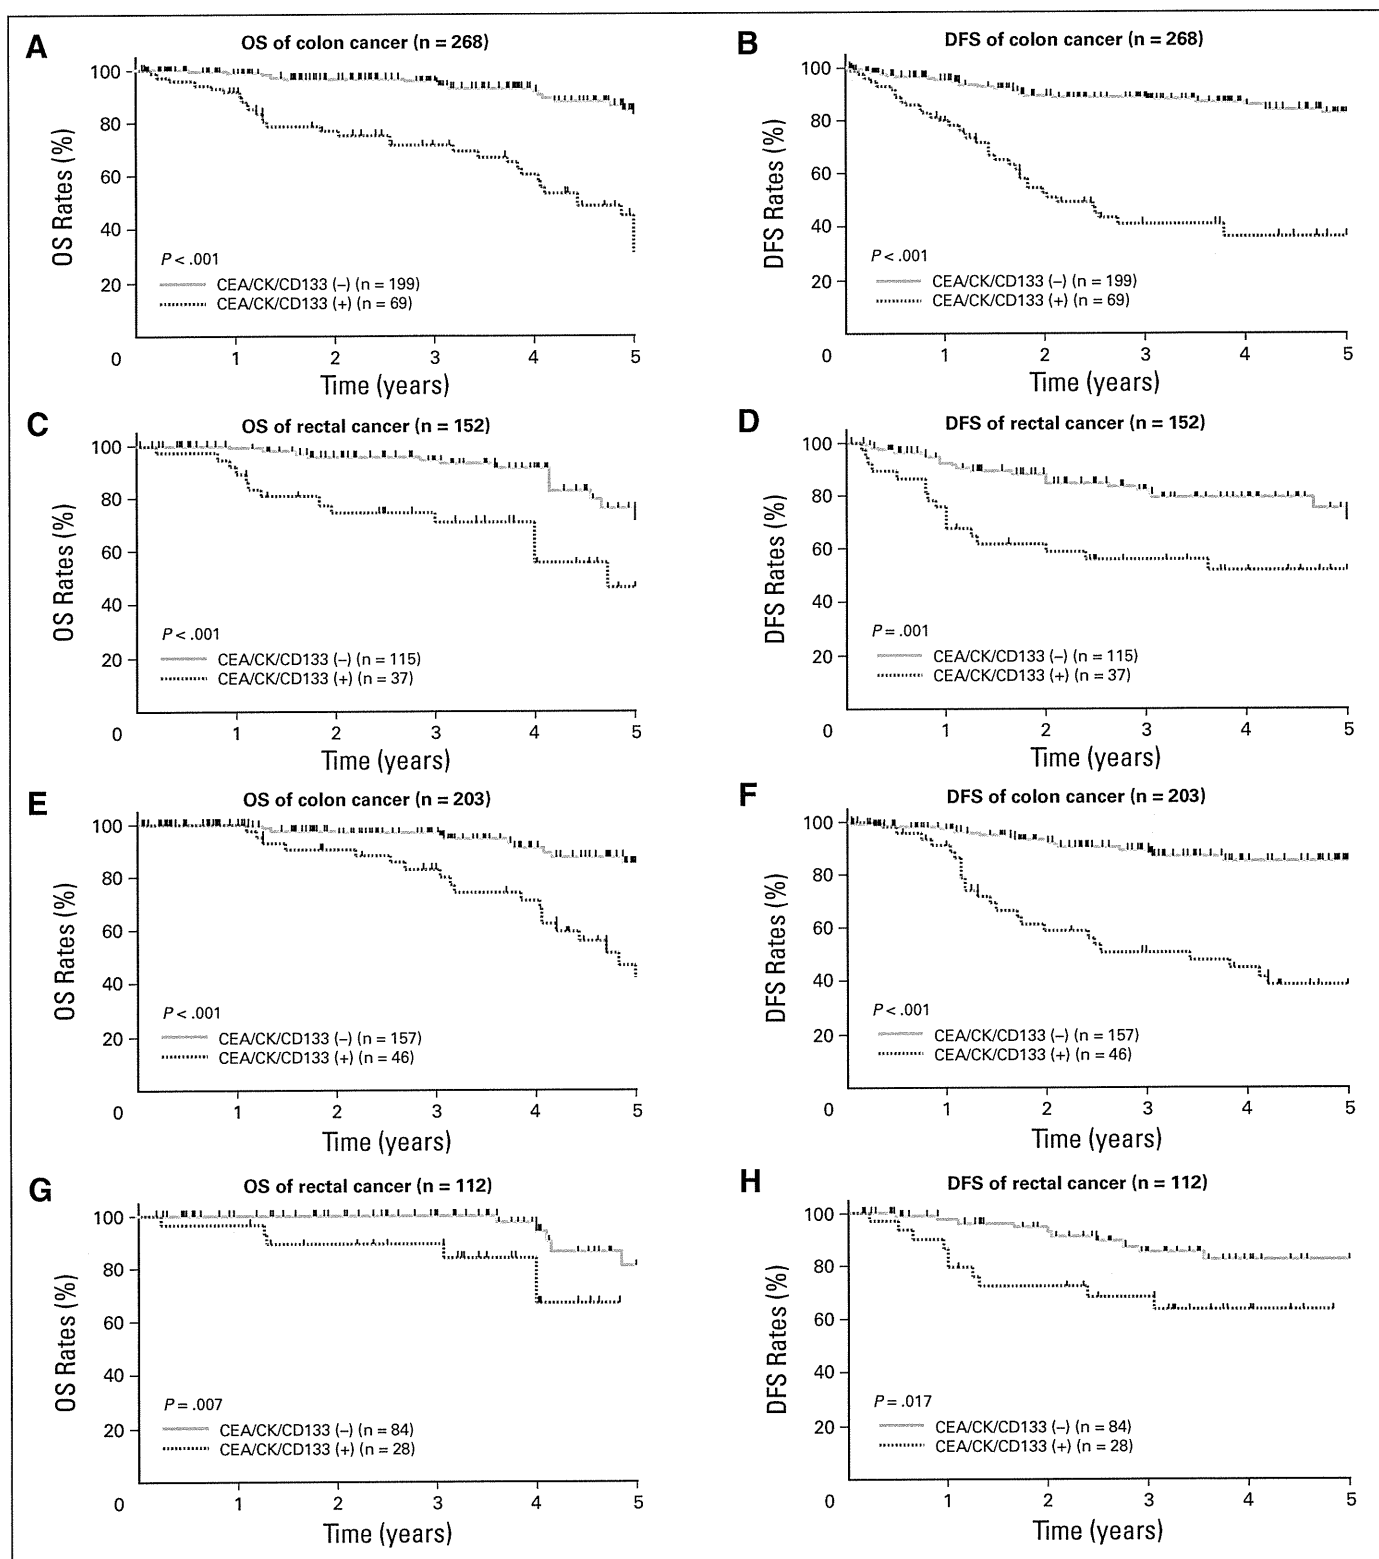 A
OS of colon cancer (n = 268)
OS Rates (%)
100
80
60
40
20
0
P < .001
CEA/CK/CD133 (–) (n = 199)
CEA/CK/CD133 (+) (n = 69)
1 2 3 4 5
Time (years)
B
DFS of colon cancer (n = 268)
DFS Rates (%)
100
80
60
40
20
0
P < .001
CEA/CK/CD133 (–) (n = 199)
CEA/CK/CD133 (+) (n = 69)
1 2 3 4 5
Time (years)
C
OS of rectal cancer (n = 152)
OS Rates (%)
100
80
60
40
20
0
P < .001
CEA/CK/CD133 (–) (n = 115)
CEA/CK/CD133 (+) (n = 37)
1 2 3 4 5
Time (years)
D
DFS of rectal cancer (n = 152)
DFS Rates (%)
100
80
60
40
20
0
P = .001
CEA/CK/CD133 (–) (n = 115)
CEA/CK/CD133 (+) (n = 37)
1 2 3 4 5
Time (years)
E
OS of colon cancer (n = 203)
OS Rates (%)
100
80
60
40
20
0
P < .001
CEA/CK/CD133 (–) (n = 157)
CEA/CK/CD133 (+) (n = 46)
1 2 3 4 5
Time (years)
F
DFS of colon cancer (n = 203)
DFS Rates (%)
100
80
60
40
20
0
P < .001
CEA/CK/CD133 (–) (n = 157)
CEA/CK/CD133 (+) (n = 46)
1 2 3 4 5
Time (years)
G
OS of rectal cancer (n = 112)
OS Rates (%)
100
80
60
40
20
0
P = .007
CEA/CK/CD133 (–) (n = 84)
CEA/CK/CD133 (+) (n = 28)
1 2 3 4 5
Time (years)
H
DFS of rectal cancer (n = 112)
DFS Rates (%)
100
80
60
40
20
0
P = .017
CEA/CK/CD133 (–) (n = 84)
CEA/CK/CD133 (+) (n = 28)
1 2 3 4 5
Time (years)